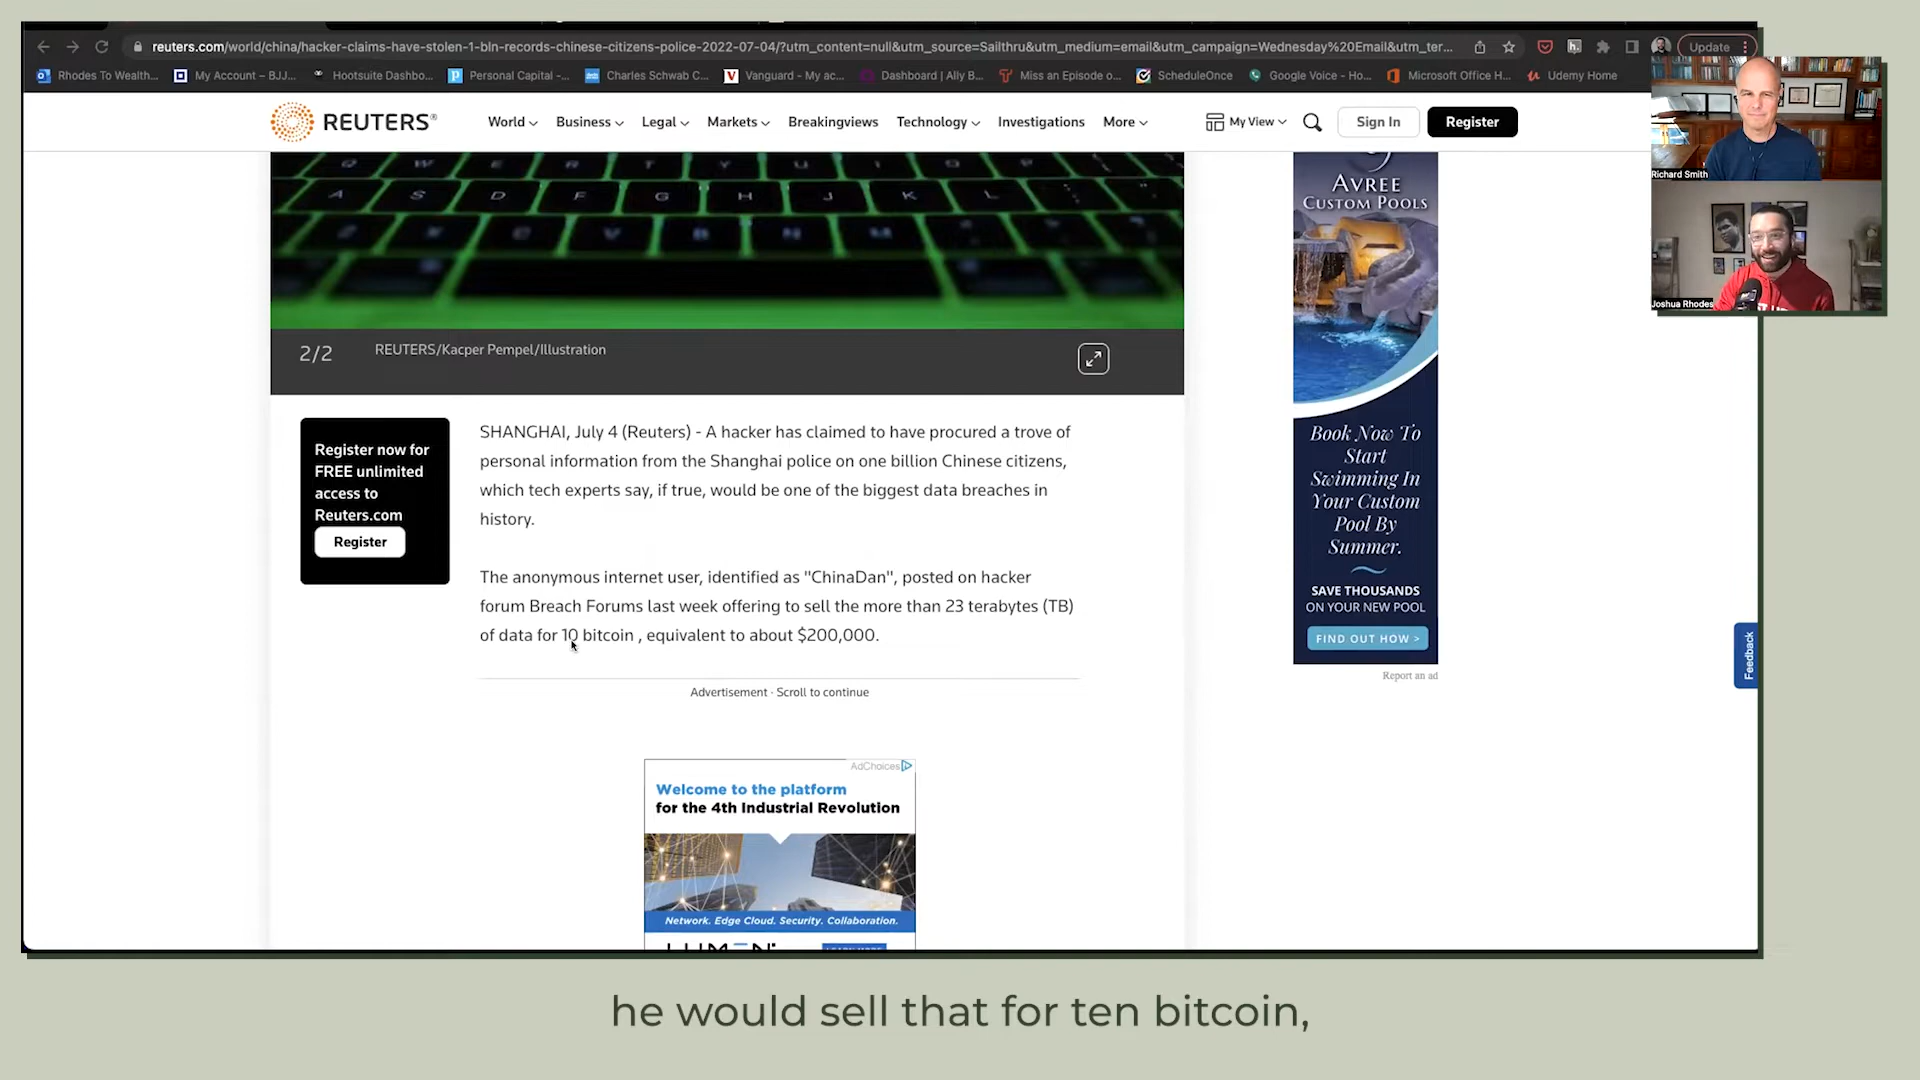 reuters.com/world/china/hacker-claims-have-stolen-1-bln-records-chinese-citizens-police-2022-07-04/?utm_content=null&utm_source=Sailthru&utm_medium=email&utm_campaign=Wednesday%20Email&utm_ter...
Update
Rhodes To Wealth...
My Account – BJJ...
Hootsuite Dashbo...
Personal Capital -...
Charles Schwab C...
Vanguard - My ac...
Dashboard | Ally B...
Miss an Episode o...
ScheduleOnce
Google Voice - Ho...
Microsoft Office H...
Udemy Home
REUTERS®
World
Business
Legal
Markets
Breakingviews
Technology
Investigations
More
My View
Sign In
Register
Richard Smith
Joshua Rhodes
Q W E R T Y U I
A S D F G H J K L
V B N M
2/2
REUTERS/Kacper Pempel/Illustration
Register now for
FREE unlimited
access to
Reuters.com
Register
SHANGHAI, July 4 (Reuters) - A hacker has claimed to have procured a trove of
personal information from the Shanghai police on one billion Chinese citizens,
which tech experts say, if true, would be one of the biggest data breaches in
history.
The anonymous internet user, identified as "ChinaDan", posted on hacker
forum Breach Forums last week offering to sell the more than 23 terabytes (TB)
of data for 10 bitcoin , equivalent to about $200,000.
Advertisement · Scroll to continue
AdChoices
Welcome to the platform
for the 4th Industrial Revolution
Network. Edge Cloud. Security. Collaboration.
AVREE
CUSTOM POOLS
Book Now To
Start
Swimming In
Your Custom
Pool By
Summer.
SAVE THOUSANDS
ON YOUR NEW POOL
FIND OUT HOW >
Report an ad
Feedback
he would sell that for ten bitcoin,